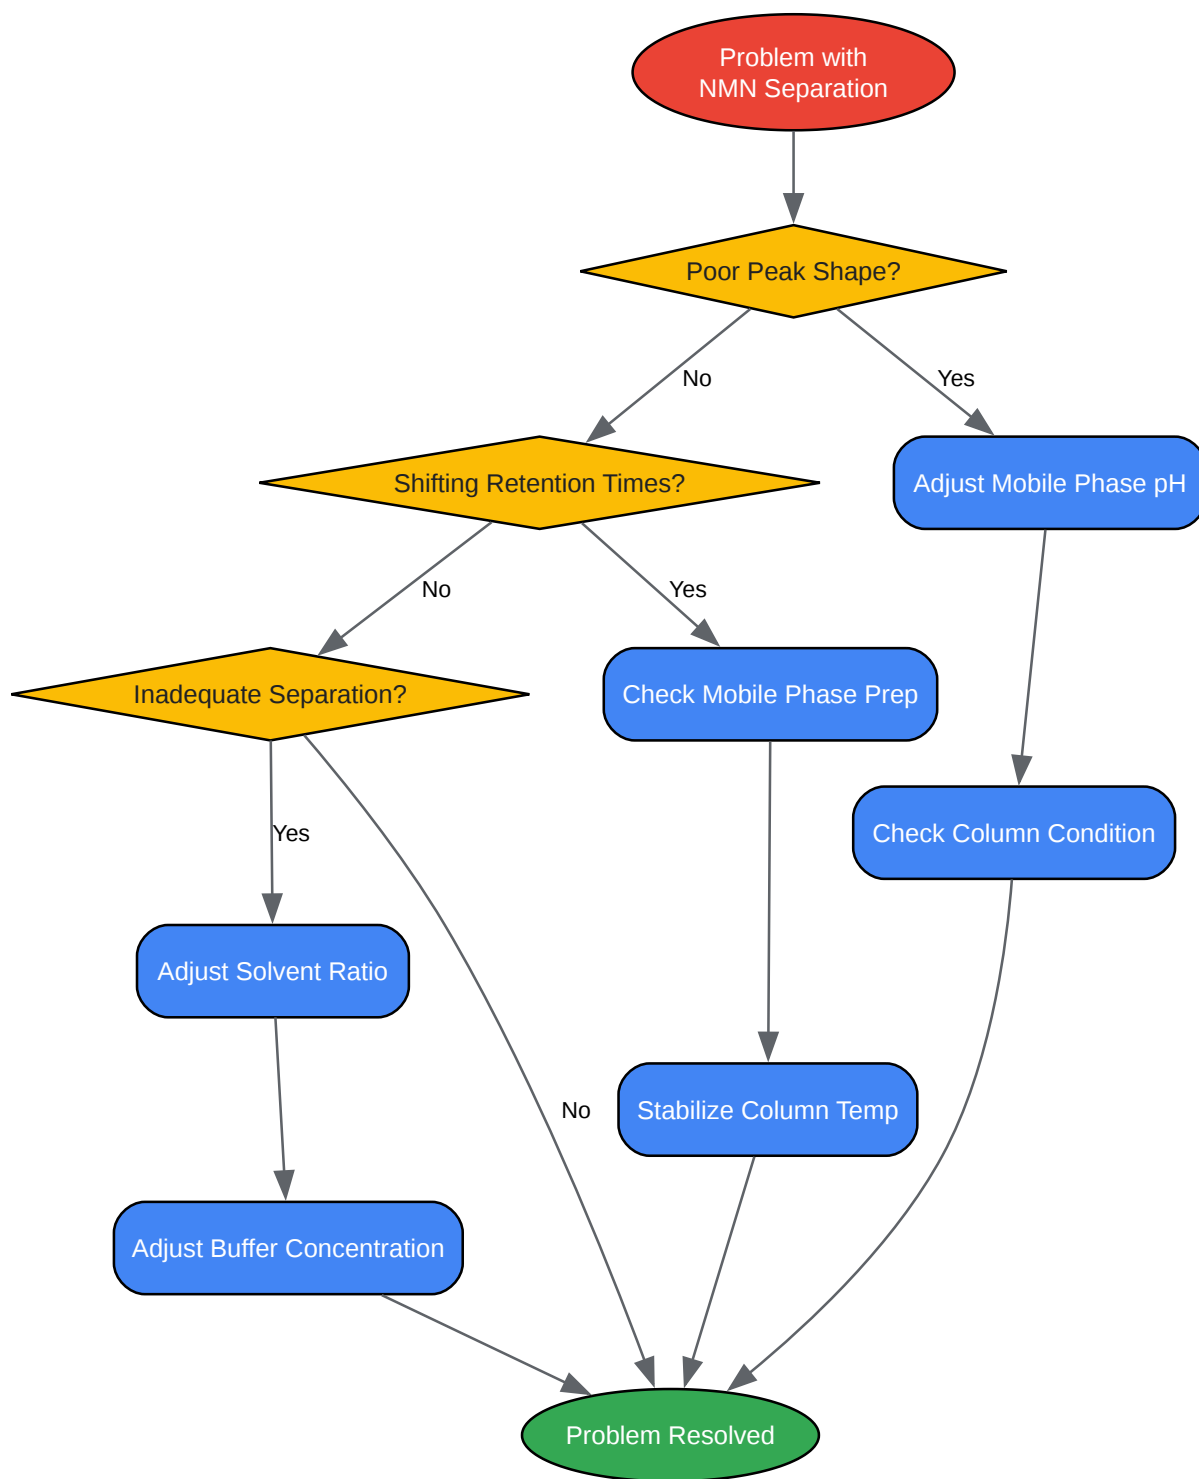 Problem with
NMN Separation
Poor Peak Shape?
No
Yes
Shifting Retention Times?
Adjust Mobile Phase pH
No
Yes
Inadequate Separation?
Check Mobile Phase Prep
Yes
Check Column Condition
Adjust Solvent Ratio
No
Stabilize Column Temp
Adjust Buffer Concentration
Problem Resolved